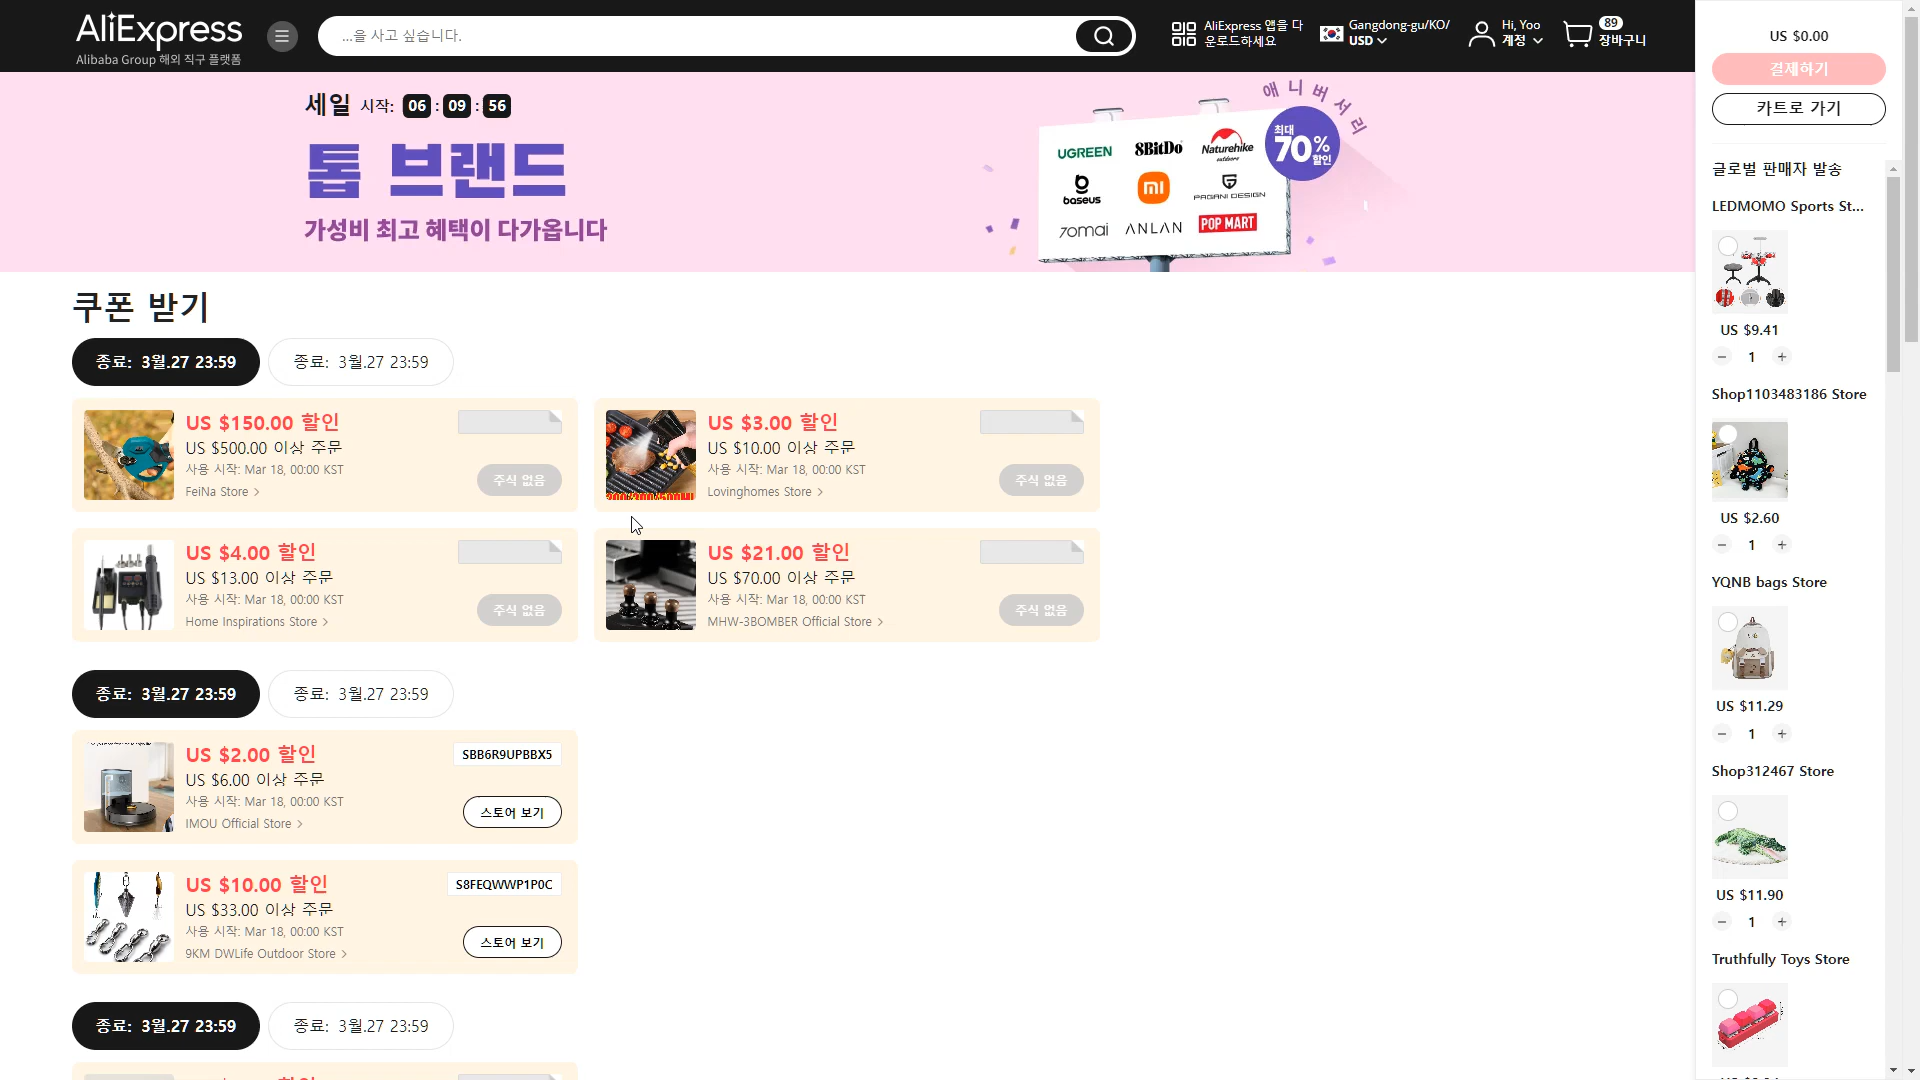 AliExpress
Alibaba Group 해외 직구 플랫폼
...을 사고 싶습니다.
AliExpress 앱을 다
운로드하세요
Gangdong-gu/KO/
USD
Hi, Yoo
계정
89
장바구니
세일 시작: 06 : 09 : 56
톱 브랜드
가성비 최고 혜택이 다가옵니다
애니버서리
최대
70%
할인
UGREEN
8BitDo
Naturehike
outdoors
baseus
mi
PAGANI DESIGN
70mai
ANLAN
POP MART
쿠폰 받기
종료: 3월.27 23:59
종료: 3월.27 23:59
US $150.00 할인
US $500.00 이상 주문
사용 시작: Mar 18, 00:00 KST
FeiNa Store >
주식 없음
US $3.00 할인
US $10.00 이상 주문
사용 시작: Mar 18, 00:00 KST
Lovinghomes Store >
주식 없음
200/300/500ML
US $4.00 할인
US $13.00 이상 주문
사용 시작: Mar 18, 00:00 KST
Home Inspirations Store >
주식 없음
US $21.00 할인
US $70.00 이상 주문
사용 시작: Mar 18, 00:00 KST
MHW-3BOMBER Official Store >
주식 없음
종료: 3월.27 23:59
종료: 3월.27 23:59
US $2.00 할인
SBB6R9UPBBX5
US $6.00 이상 주문
사용 시작: Mar 18, 00:00 KST
IMOU Official Store >
스토어 보기
US $10.00 할인
S8FEQWWP1P0C
US $33.00 이상 주문
사용 시작: Mar 18, 00:00 KST
9KM DWLife Outdoor Store >
스토어 보기
종료: 3월.27 23:59
종료: 3월.27 23:59
US $0.00
결제하기
카트로 가기
글로벌 판매자 발송
LEDMOMO Sports St...
US $9.41
− 1 +
Shop1103483186 Store
US $2.60
− 1 +
YQNB bags Store
US $11.29
− 1 +
Shop312467 Store
US $11.90
− 1 +
Truthfully Toys Store